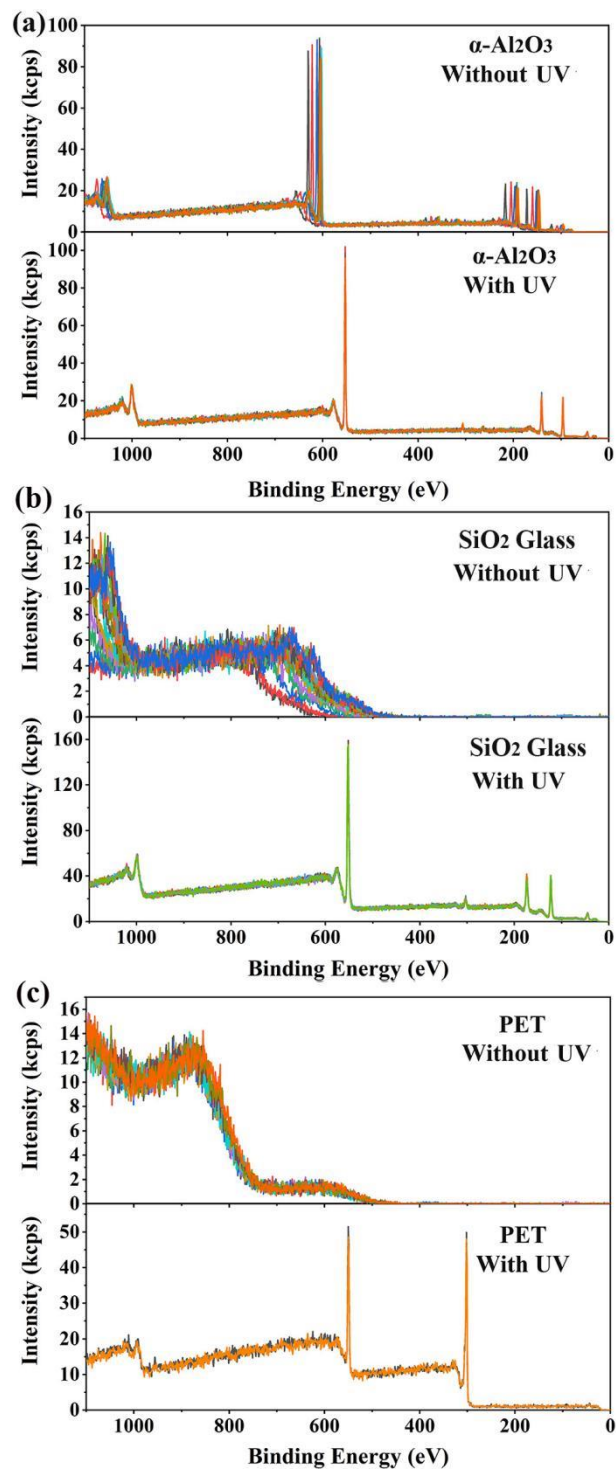 (a)
α-Al2O3
Without UV
Intensity (kcps)
100
80
60
40
20
0
α-Al2O3
With UV
Intensity (kcps)
100
80
60
40
20
0
1000 800 600 400 200 0
Binding Energy (eV)
(b)
SiO2 Glass
Without UV
Intensity (kcps)
16
14
12
10
8
6
4
2
0
SiO2 Glass
With UV
Intensity (kcps)
160
120
80
40
0
1000 800 600 400 200 0
Binding Energy (eV)
(c)
PET
Without UV
Intensity (kcps)
16
14
12
10
8
6
4
2
0
PET
With UV
Intensity (kcps)
50
40
30
20
10
0
1000 800 600 400 200 0
Binding Energy (eV)